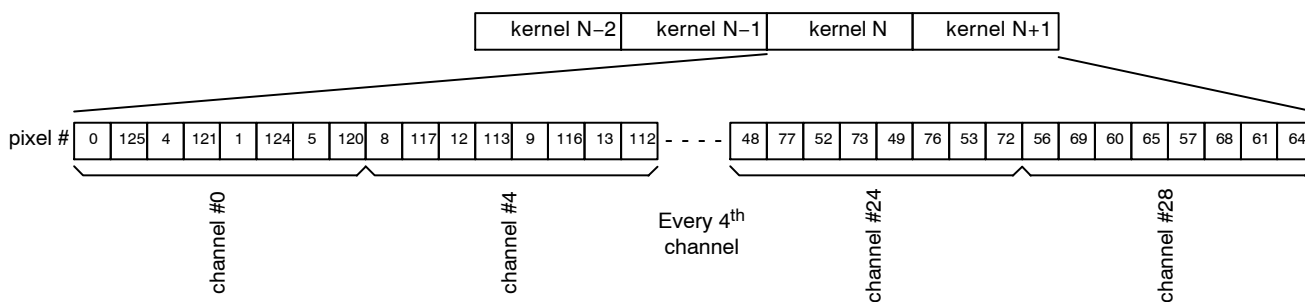 kernel N−2 kernel N−1 kernel N kernel N+1
pixel # 0 125 4 121 1 124 5 120 8 117 12 113 9 116 13 112 - - - - 48 77 52 73 49 76 53 72 56 69 60 65 57 68 61 64
channel #0
channel #4
Every 4th
channel
channel #24
channel #28